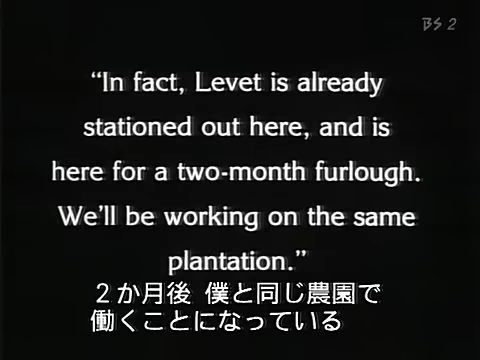 BS 2
“In fact, Levet is already
stationed out here, and is
here for a two-month furlough.
We’ll be working on the same
plantation.”
2か月後 僕と同じ農園で
働くことになっている